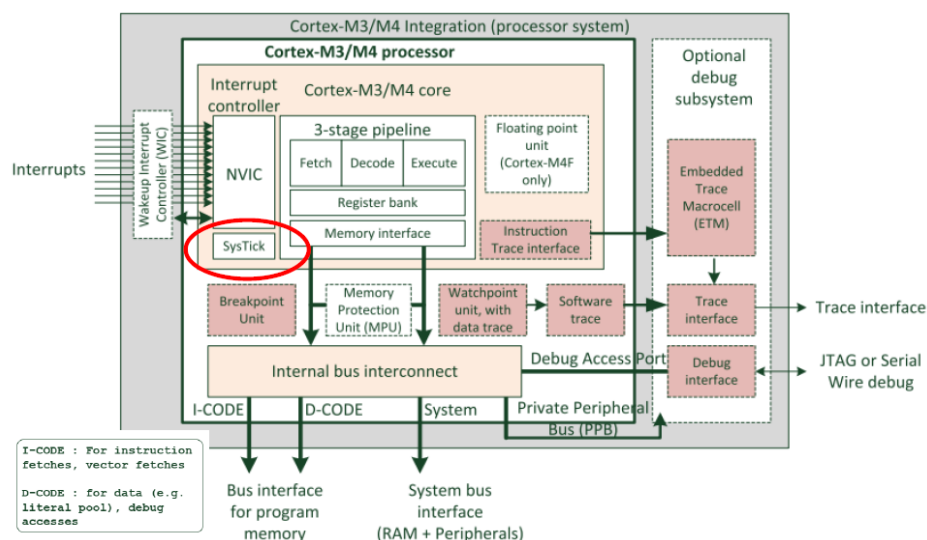 Cortex-M3/M4 Integration (processor system)
Cortex-M3/M4 processor
Interrupt
controller
Cortex-M3/M4 core
Optional
debug
subsystem
Interrupts
Wakeup Interrupt
Controller (WIC)
NVIC
SysTick
3-stage pipeline
Fetch
Decode
Execute
Register bank
Memory interface
Floating point
unit
(Cortex-M4F
only)
Instruction
Trace interface
Embedded
Trace
Macrocell
(ETM)
Breakpoint
Unit
Memory
Protection
Unit (MPU)
Watchpoint
unit, with
data trace
Software
trace
Trace
interface
Trace interface
Internal bus interconnect
Debug Access Port
Debug
interface
JTAG or Serial
Wire debug
I-CODE
D-CODE
System
Private Peripheral
Bus (PPB)
I-CODE : For instruction
fetches, vector fetches
D-CODE : for data (e.g.
literal pool), debug
accesses
Bus interface
for program
memory
System bus
interface
(RAM + Peripherals)